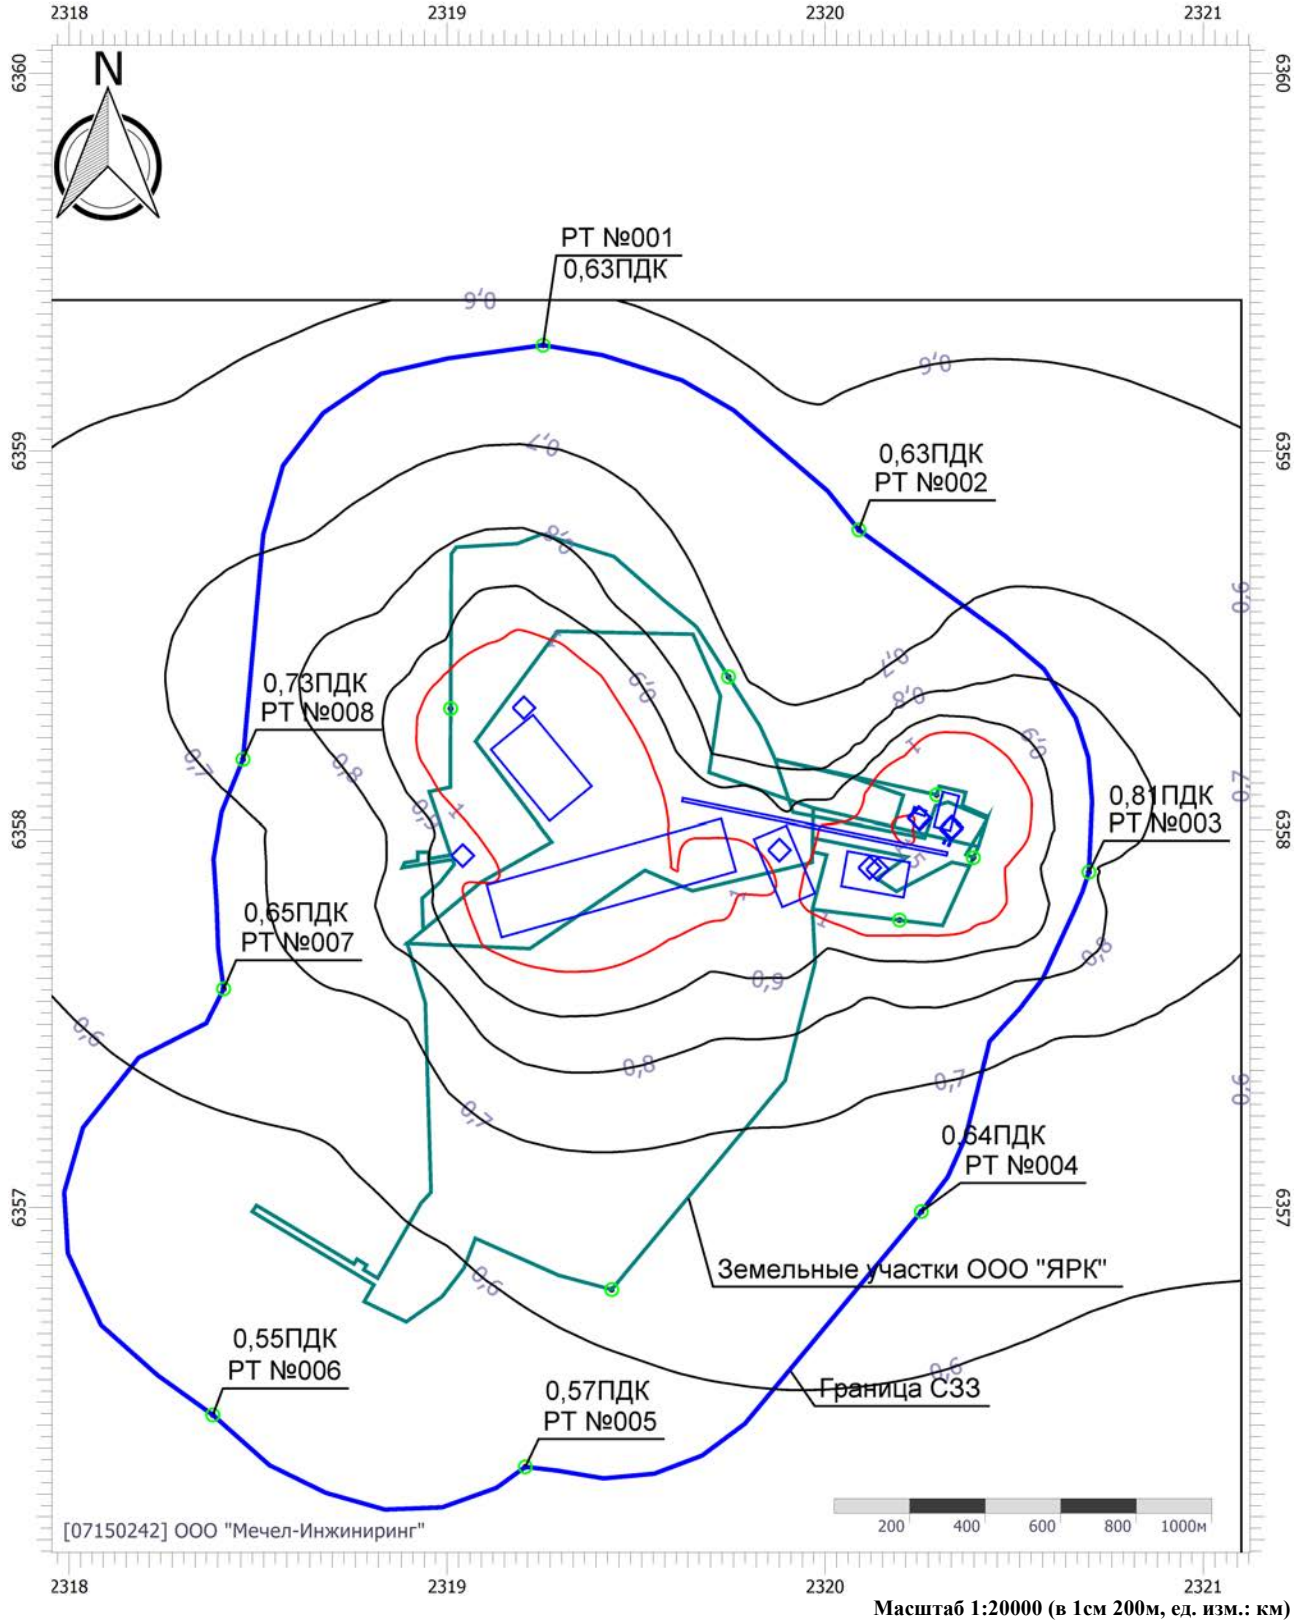 2318 2319 2320 2321
6360 6360
N
РТ №001
0,63ПДК
0,6
0,6
0,7
6359 6359
0,63ПДК
РТ №002
0,8
0,6
0,7
0,8
0,9
0,73ПДК
РТ №008
1
1
0,9
0,7
0,8
0,7
0,9
1
0,81ПДК
РТ №003
6358 6358
1
1
0,65ПДК
РТ №007
0,8
0,9
0,6
0,8
0,7
0,6
0,7
0,64ПДК
РТ №004
6357 6357
Земельные участки ООО "ЯРК"
0,6
0,55ПДК
РТ №006
0,6
0,57ПДК
РТ №005
Граница СЗЗ
200 400 600 800 1000м
[07150242] ООО "Мечел-Инжиниринг"
2318 2319 2320 2321
Масштаб 1:20000 (в 1см 200м, ед. изм.: км)